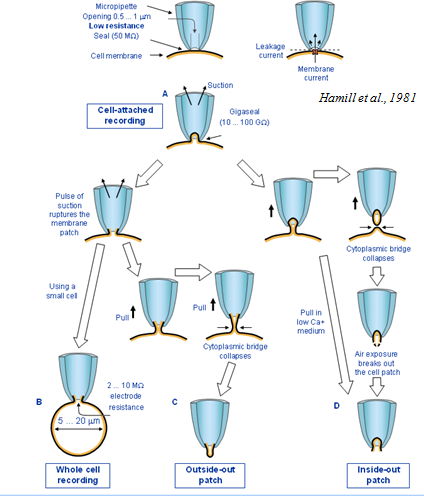 Micropipette
Opening 0.5 ... 1 μm
Low resistance
Seal (50 MΩ)
Cell membrane
Leakage
current
Membrane
current
Hamill et al., 1981
A
Suction
Cell-attached
recording
Gigaseal
(10 ... 100 GΩ)
Pulse of
suction
ruptures the
membrane
patch
Cytoplasmic bridge
collapses
Using a
small cell
Pull
Pull
Pull in
low Ca+
medium
Cytoplasmic bridge
collapses
Air exposure
breaks out
the cell patch
B
2 ... 10 MΩ
electrode
resistance
C
D
5 ... 20 μm
Whole cell
recording
Outside-out
patch
Inside-out
patch